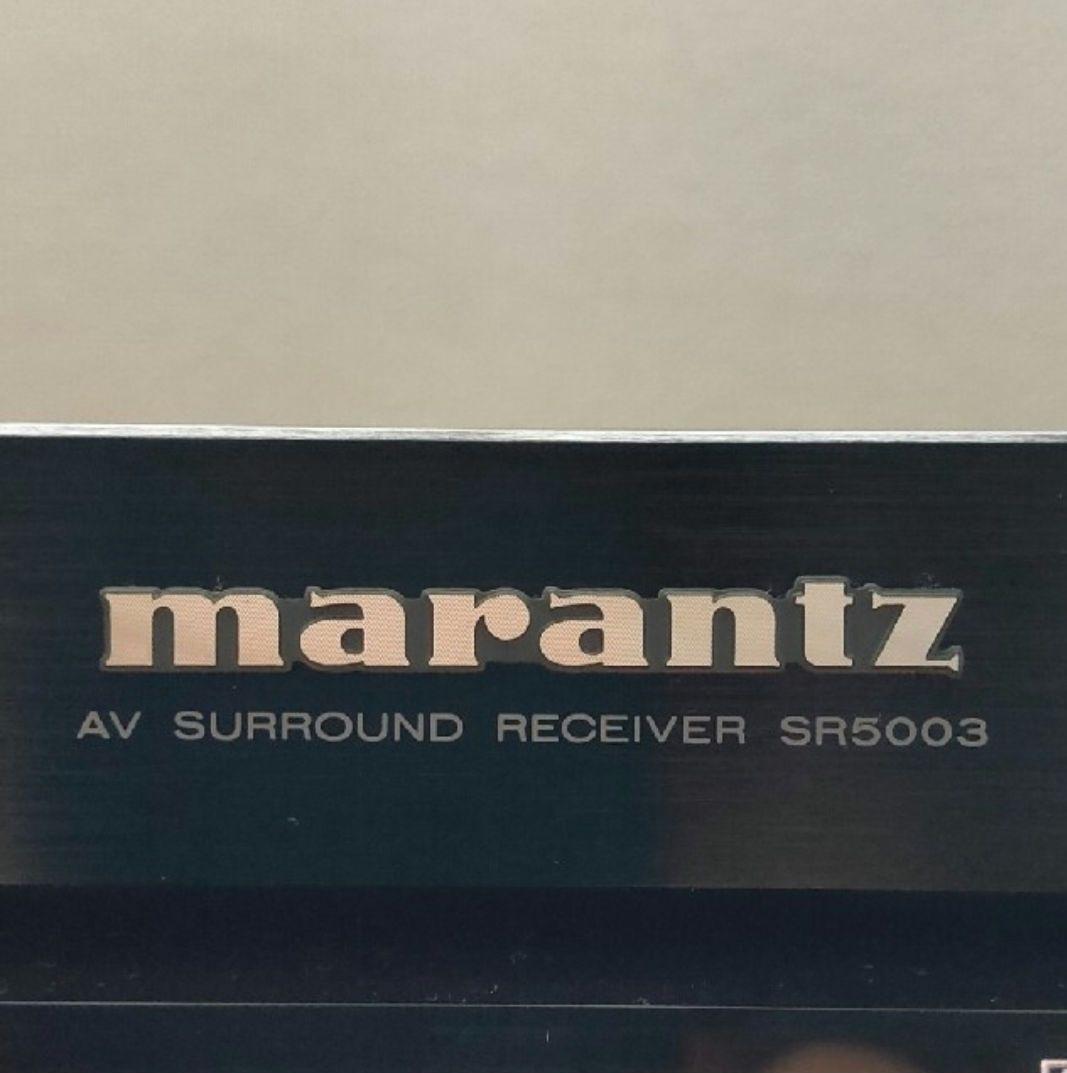 marantz
AV SURROUND RECEIVER SR5003